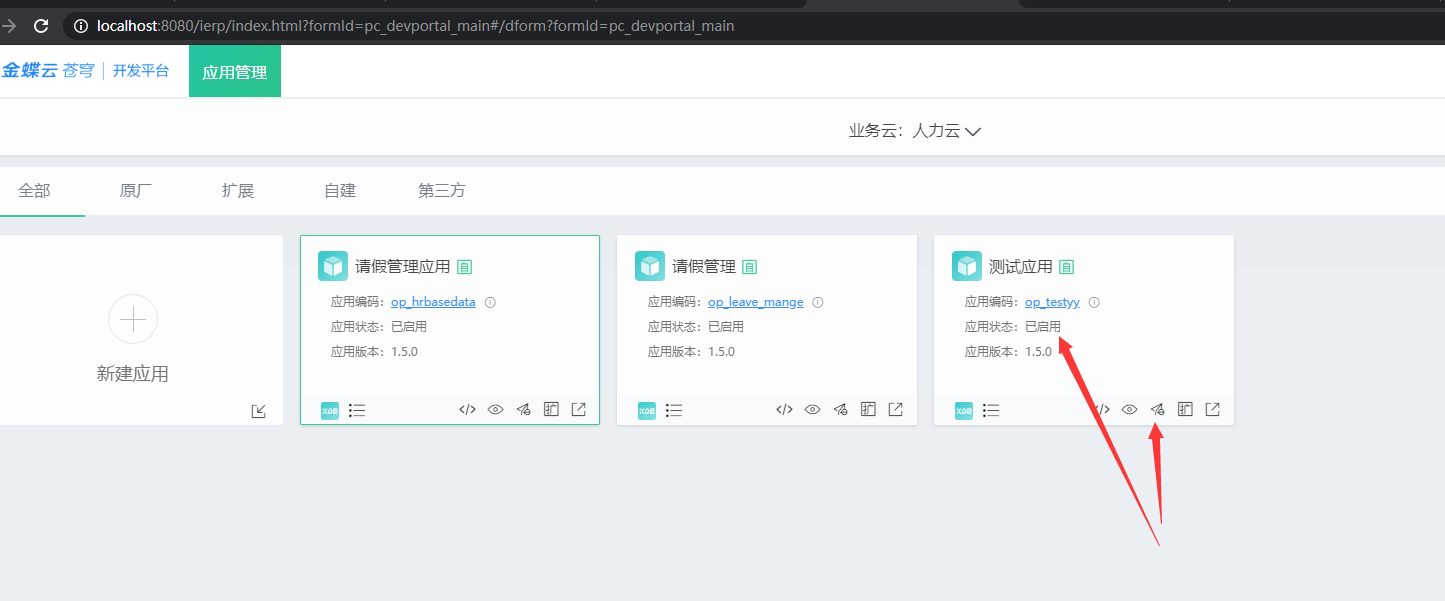 localhost:8080/ierp/index.html?formId=pc_devportal_main#/dform?formId=pc_devportal_main
金蝶云 苍穹 | 开发平台 应用管理
业务云：人力云
全部 原厂 扩展 自建 第三方
新建应用
请假管理应用 自
应用编码：op_hrbasedata
应用状态：已启用
应用版本：1.5.0
XDB </> 扩
请假管理 自
应用编码：op_leave_mange
应用状态：已启用
应用版本：1.5.0
XDB </> 扩
测试应用 自
应用编码：op_testyy
应用状态：已启用
应用版本：1.5.0
XDB </> 扩